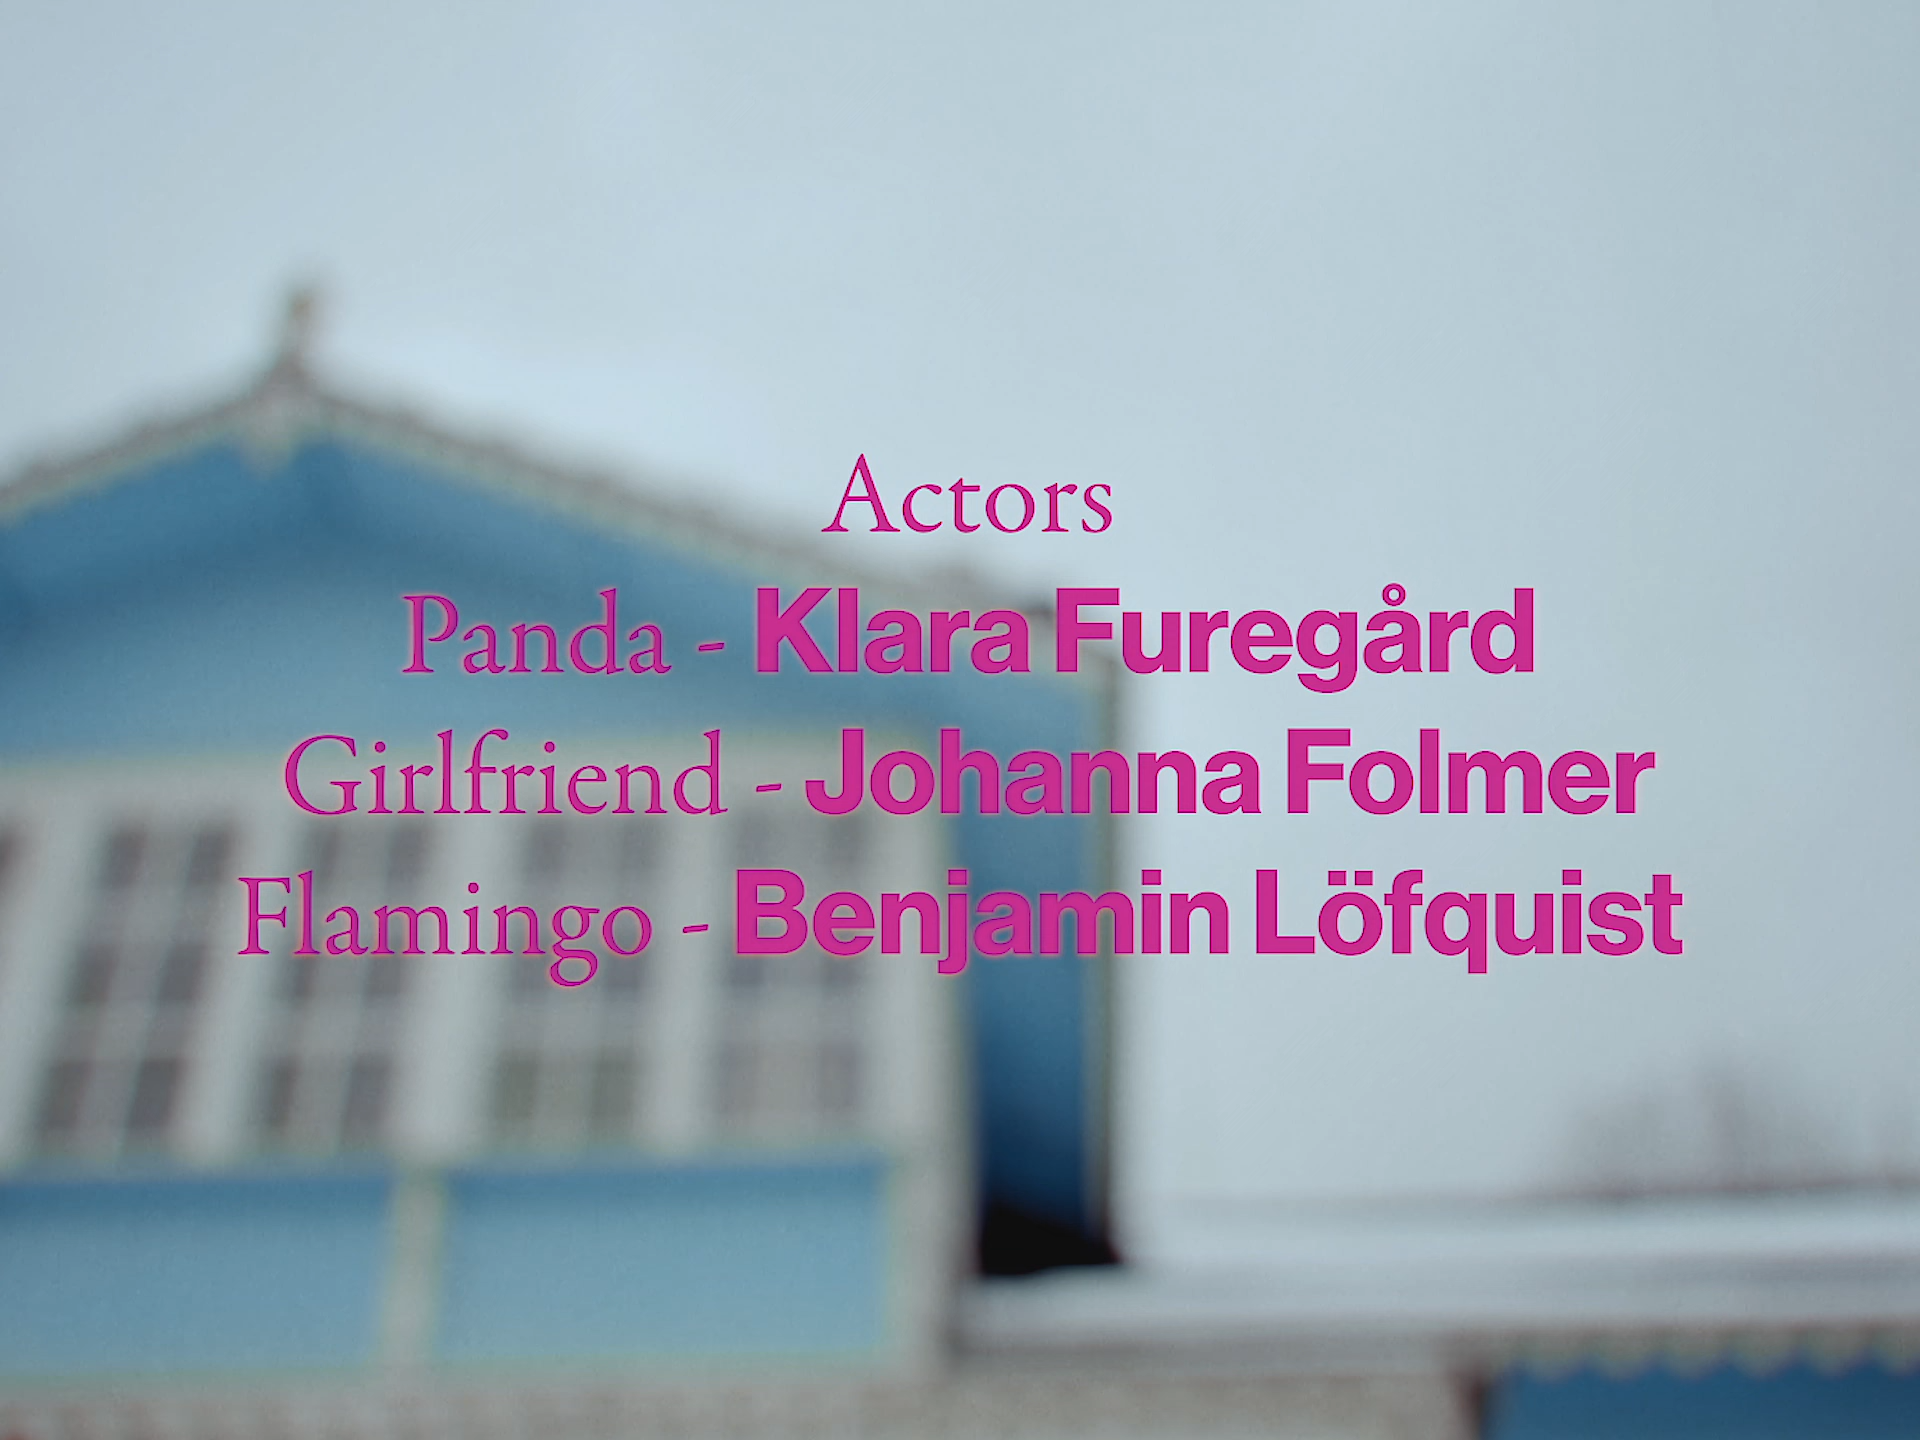 Actors
Panda - Klara Furegård
Girlfriend - Johanna Folmer
Flamingo - Benjamin Löfquist